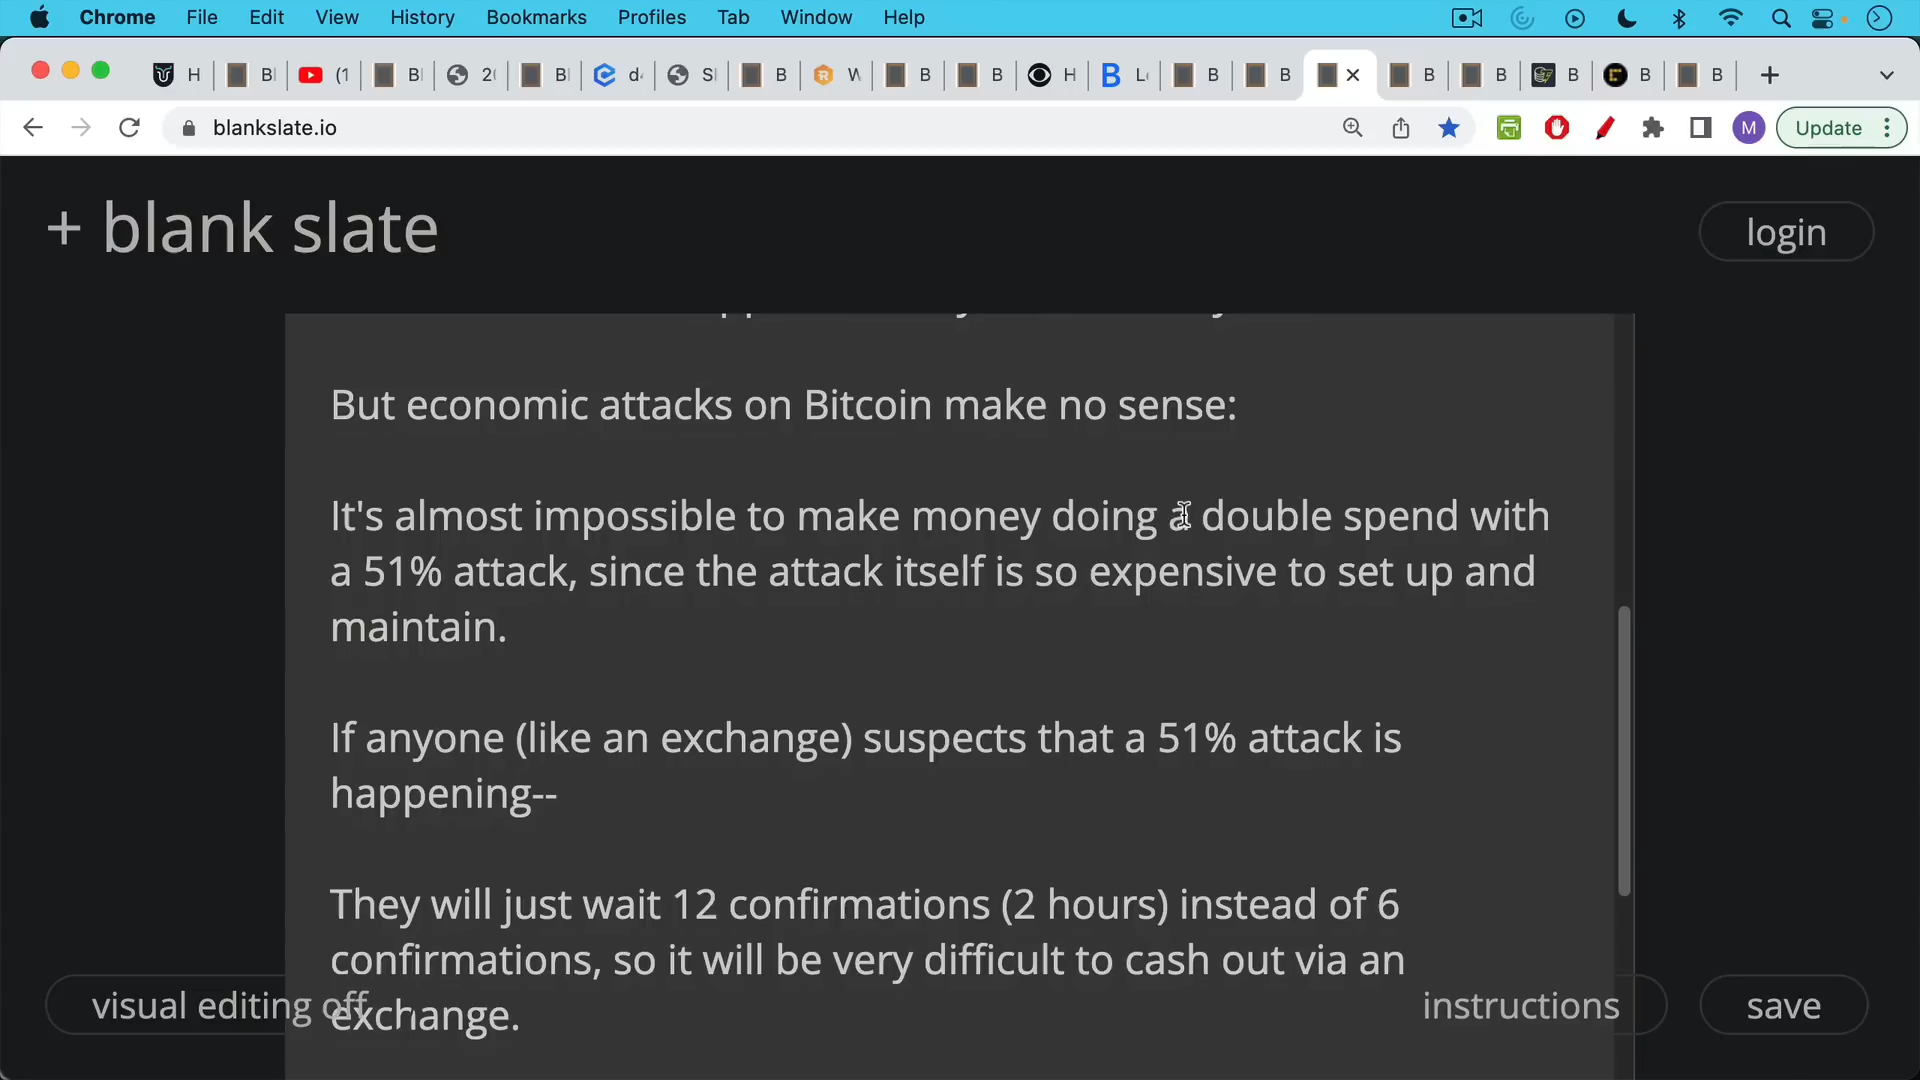 Chrome File Edit View History Bookmarks Profiles Tab Window Help
H B (1 B 2 B d S B W B B H B L B B B B B B B
blankslate.io M Update
+ blank slate login
But economic attacks on Bitcoin make no sense:
It's almost impossible to make money doing a double spend with
a 51% attack, since the attack itself is so expensive to set up and
maintain.
If anyone (like an exchange) suspects that a 51% attack is
happening--
They will just wait 12 confirmations (2 hours) instead of 6
confirmations, so it will be very difficult to cash out via an
exchange.
visual editing off instructions save